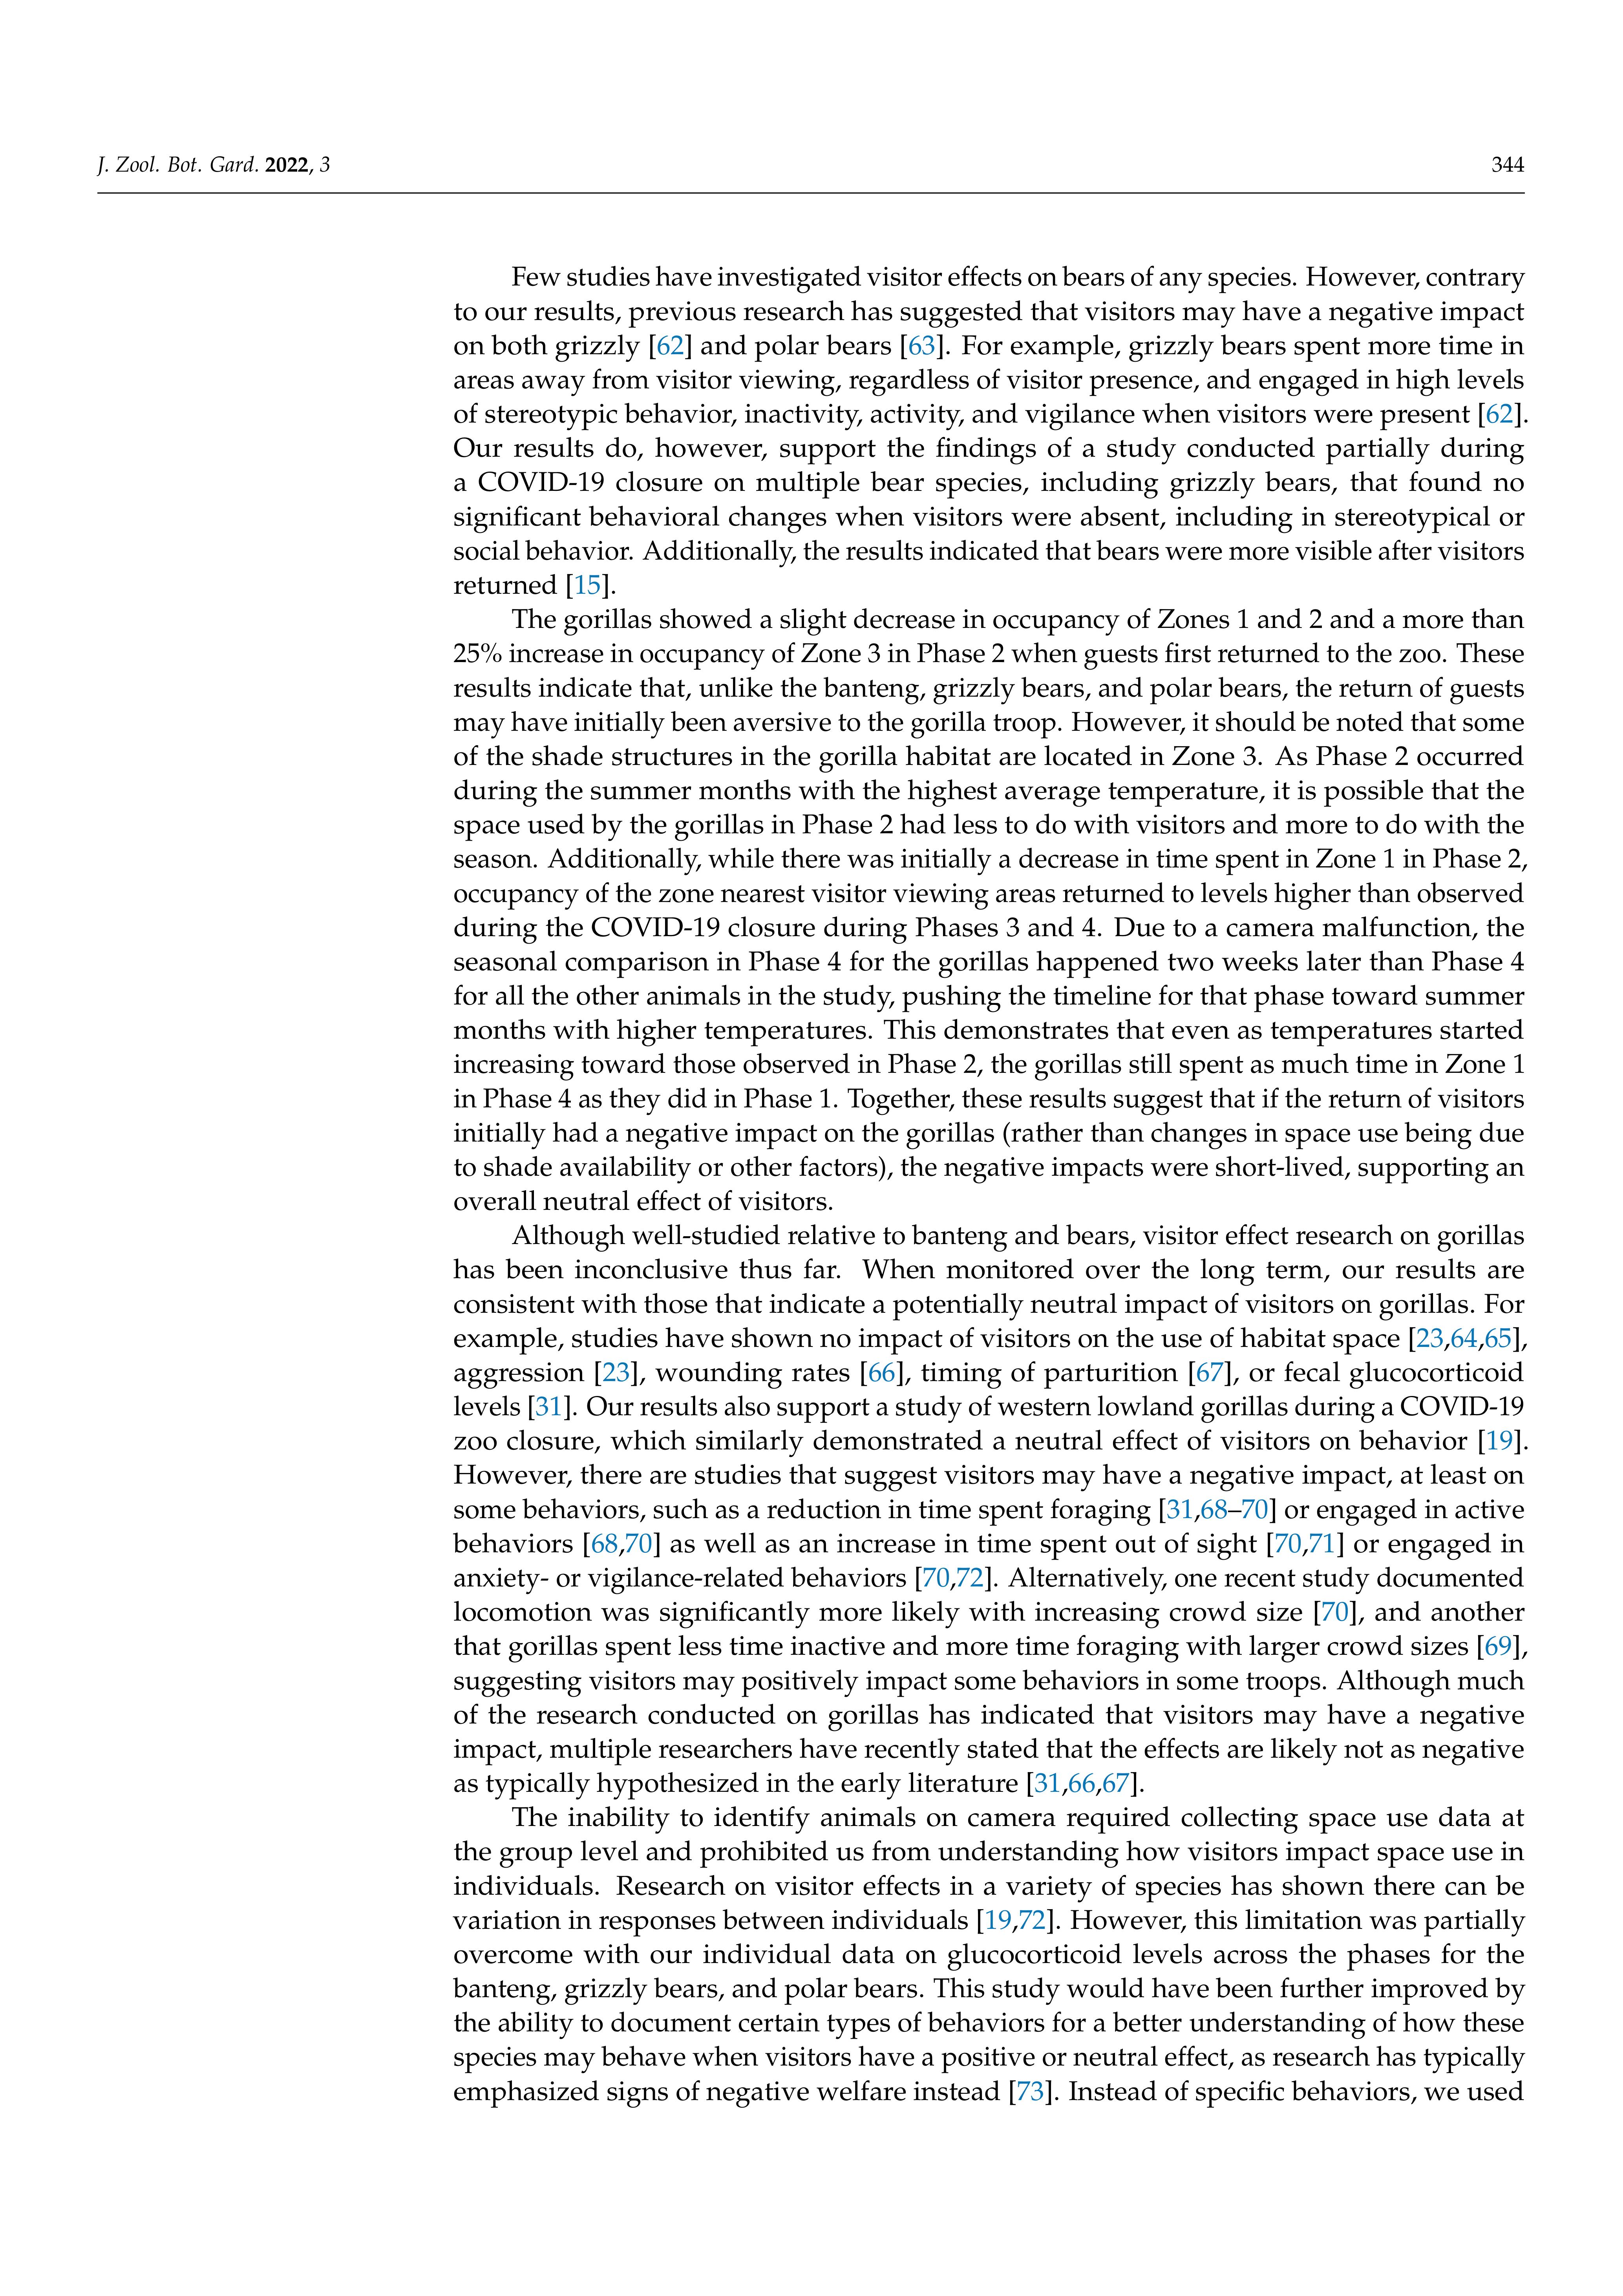 J. Zool. Bot. Gard. 2022, 3
344
Few studies have investigated visitor effects on bears of any species. However, contrary
to our results, previous research has suggested that visitors may have a negative impact
on both grizzly [62] and polar bears [63]. For example, grizzly bears spent more time in
areas away from visitor viewing, regardless of visitor presence, and engaged in high levels
of stereotypic behavior, inactivity, activity, and vigilance when visitors were present [62].
Our results do, however, support the findings of a study conducted partially during
a COVID-19 closure on multiple bear species, including grizzly bears, that found no
significant behavioral changes when visitors were absent, including in stereotypical or
social behavior. Additionally, the results indicated that bears were more visible after visitors
returned [15].
The gorillas showed a slight decrease in occupancy of Zones 1 and 2 and a more than
25% increase in occupancy of Zone 3 in Phase 2 when guests first returned to the zoo. These
results indicate that, unlike the banteng, grizzly bears, and polar bears, the return of guests
may have initially been aversive to the gorilla troop. However, it should be noted that some
of the shade structures in the gorilla habitat are located in Zone 3. As Phase 2 occurred
during the summer months with the highest average temperature, it is possible that the
space used by the gorillas in Phase 2 had less to do with visitors and more to do with the
season. Additionally, while there was initially a decrease in time spent in Zone 1 in Phase 2,
occupancy of the zone nearest visitor viewing areas returned to levels higher than observed
during the COVID-19 closure during Phases 3 and 4. Due to a camera malfunction, the
seasonal comparison in Phase 4 for the gorillas happened two weeks later than Phase 4
for all the other animals in the study, pushing the timeline for that phase toward summer
months with higher temperatures. This demonstrates that even as temperatures started
increasing toward those observed in Phase 2, the gorillas still spent as much time in Zone 1
in Phase 4 as they did in Phase 1. Together, these results suggest that if the return of visitors
initially had a negative impact on the gorillas (rather than changes in space use being due
to shade availability or other factors), the negative impacts were short-lived, supporting an
overall neutral effect of visitors.
Although well-studied relative to banteng and bears, visitor effect research on gorillas
has been inconclusive thus far. When monitored over the long term, our results are
consistent with those that indicate a potentially neutral impact of visitors on gorillas. For
example, studies have shown no impact of visitors on the use of habitat space [23,64,65],
aggression [23], wounding rates [66], timing of parturition [67], or fecal glucocorticoid
levels [31]. Our results also support a study of western lowland gorillas during a COVID-19
zoo closure, which similarly demonstrated a neutral effect of visitors on behavior [19].
However, there are studies that suggest visitors may have a negative impact, at least on
some behaviors, such as a reduction in time spent foraging [31,68–70] or engaged in active
behaviors [68,70] as well as an increase in time spent out of sight [70,71] or engaged in
anxiety- or vigilance-related behaviors [70,72]. Alternatively, one recent study documented
locomotion was significantly more likely with increasing crowd size [70], and another
that gorillas spent less time inactive and more time foraging with larger crowd sizes [69],
suggesting visitors may positively impact some behaviors in some troops. Although much
of the research conducted on gorillas has indicated that visitors may have a negative
impact, multiple researchers have recently stated that the effects are likely not as negative
as typically hypothesized in the early literature [31,66,67].
The inability to identify animals on camera required collecting space use data at
the group level and prohibited us from understanding how visitors impact space use in
individuals. Research on visitor effects in a variety of species has shown there can be
variation in responses between individuals [19,72]. However, this limitation was partially
overcome with our individual data on glucocorticoid levels across the phases for the
banteng, grizzly bears, and polar bears. This study would have been further improved by
the ability to document certain types of behaviors for a better understanding of how these
species may behave when visitors have a positive or neutral effect, as research has typically
emphasized signs of negative welfare instead [73]. Instead of specific behaviors, we used